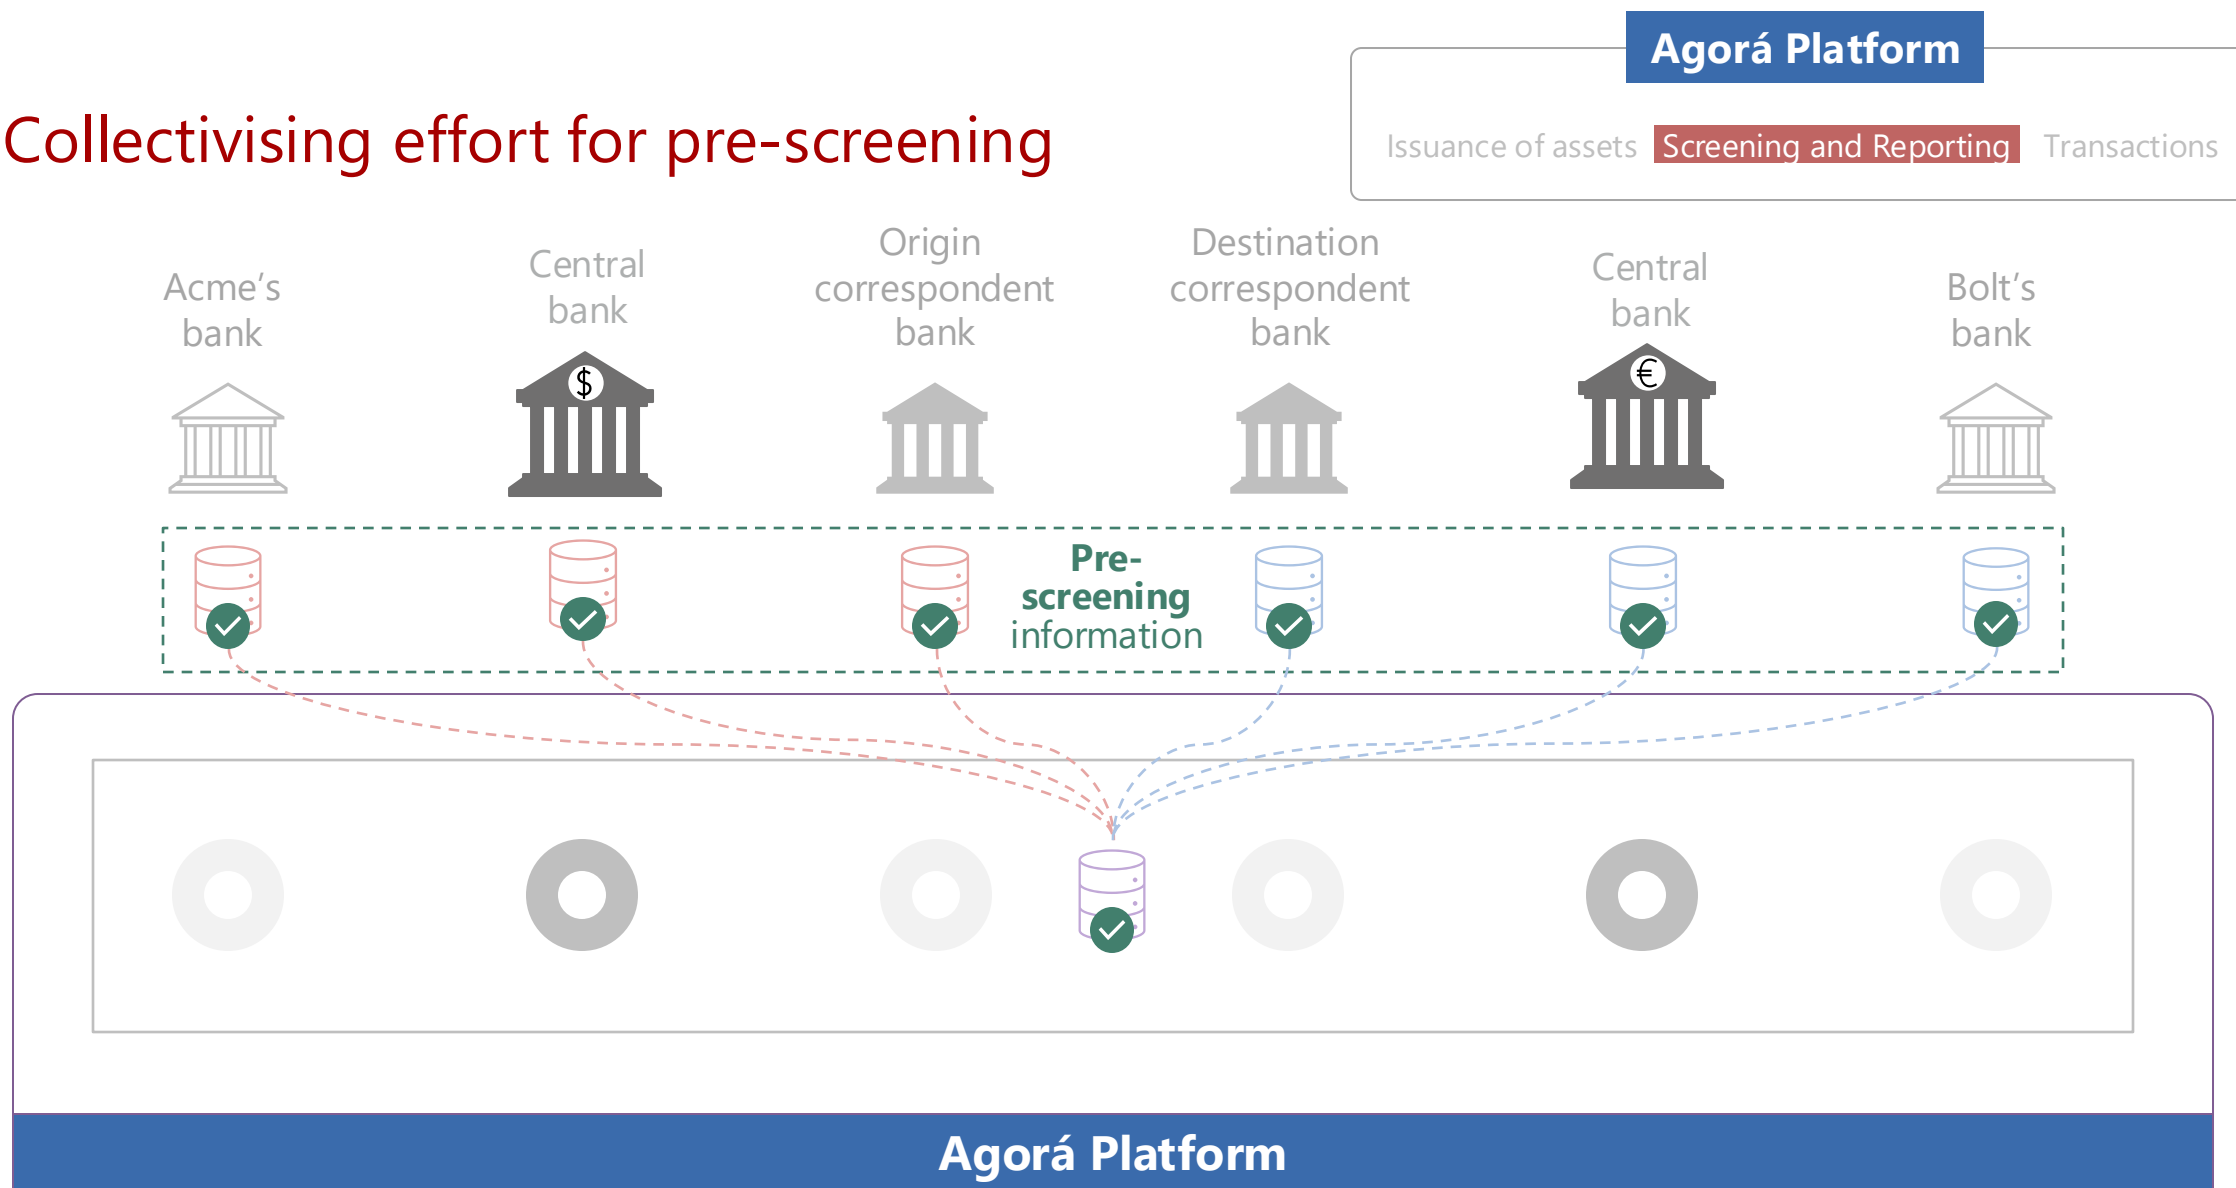 Agorá Platform
Collectivising effort for pre-screening
Issuance of assets Screening and Reporting Transactions
Acme’s
bank
Central
bank
Origin
correspondent
bank
Destination
correspondent
bank
Central
bank
Bolt’s
bank
$
€
Pre-
screening
information
Agorá Platform